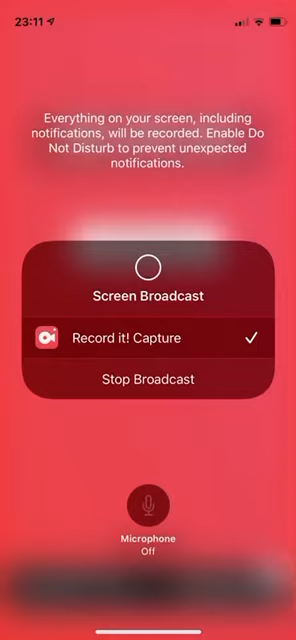 23:11
Everything on your screen, including
notifications, will be recorded. Enable Do
Not Disturb to prevent unexpected
notifications.
Screen Broadcast
Record it! Capture
Stop Broadcast
Microphone
Off